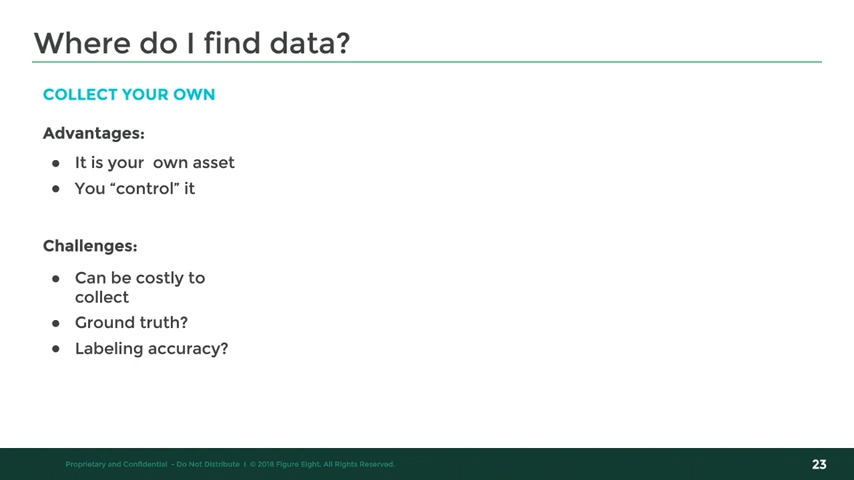 Where do I find data?
COLLECT YOUR OWN
Advantages:
● It is your own asset
● You “control” it
Challenges:
● Can be costly to
collect
● Ground truth?
● Labeling accuracy?
Proprietary and Confidential - Do Not Distribute I © 2018 Figure Eight. All Rights Reserved.
23